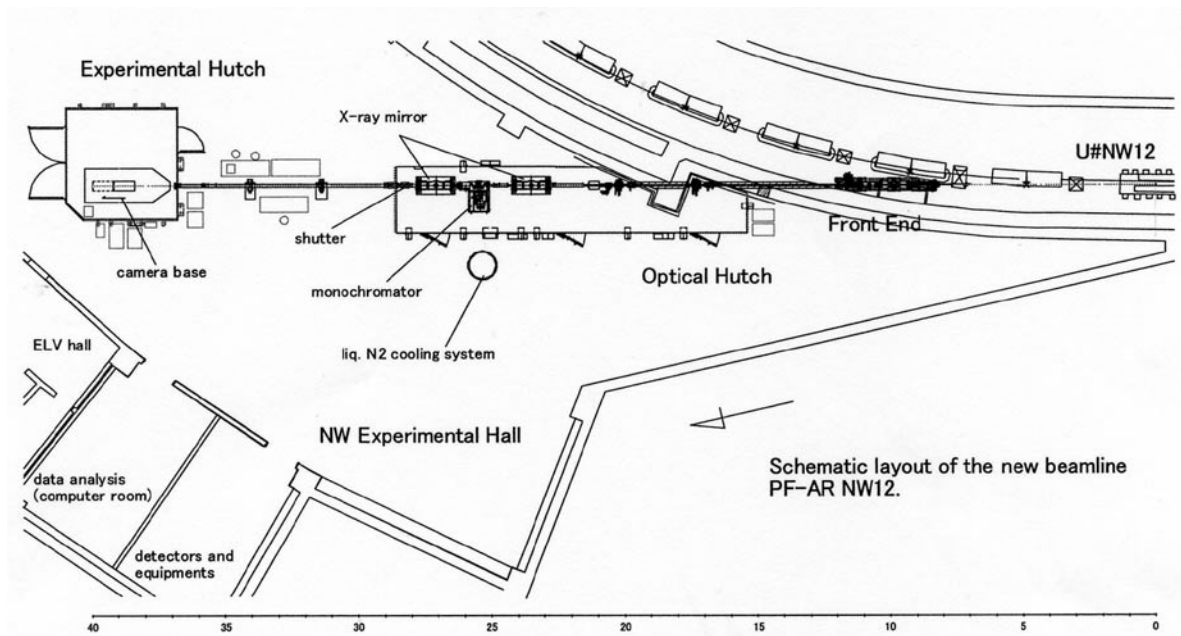 Experimental Hutch
X-ray mirror
U#NW12
shutter
Front End
camera base
monochromator
Optical Hutch
ELV hall
liq. N2 cooling system
NW Experimental Hall
Schematic layout of the new beamline
PF-AR NW12.
data analysis
(computer room)
detectors and
equipments
40 35 30 25 20 15 10 5 0